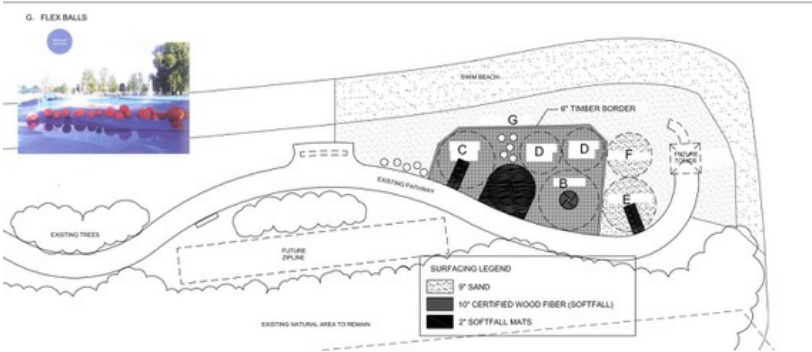 G. FLEX BALLS
SWIM BEACH
6" TIMBER BORDER
G
C
D
D
F
FUTURE
TOWER
B
E
EXISTING PATHWAY
EXISTING TREES
FUTURE
ZIPLINE
SURFACING LEGEND
9" SAND
10" CERTIFIED WOOD FIBER (SOFTFALL)
2" SOFTFALL MATS
EXISTING NATURAL AREA TO REMAIN